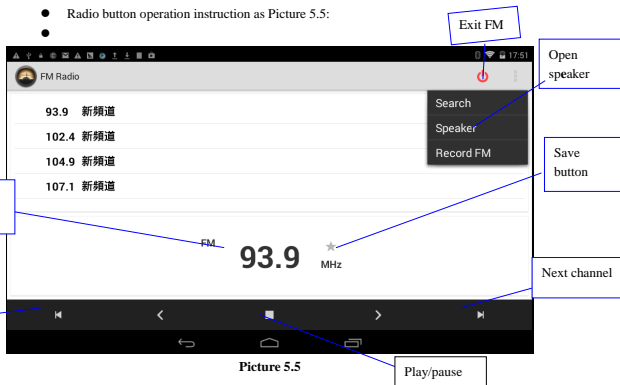 Radio button operation instruction as Picture 5.5:
Exit FM
17:51
FM Radio
Open
speaker
93.9 新頻道
102.4 新頻道
104.9 新頻道
107.1 新頻道
Search
Speaker
Record FM
Save
button
FM
93.9
MHz
Next channel
Picture 5.5
Play/pause